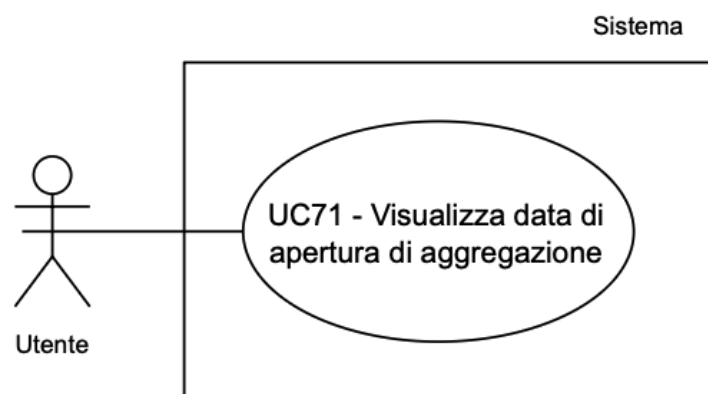 Sistema
UC71 - Visualizza data di
apertura di aggregazione
Utente